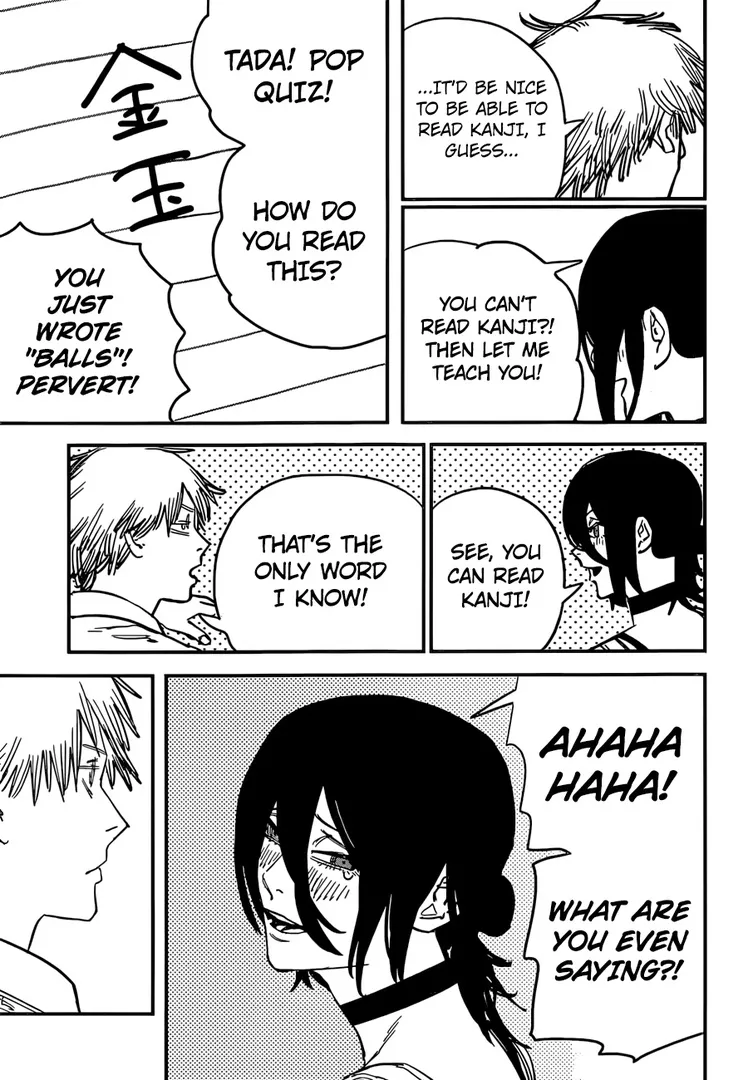 ...IT'D BE NICE
TO BE ABLE TO
READ KANJI, I
GUESS...
YOU CAN'T
READ KANJI?!
THEN LET ME
TEACH YOU!
TADA! POP
QUIZ!
HOW DO
YOU READ
THIS?
金
玉
YOU
JUST
WROTE
"BALLS"!
PERVERT!
SEE, YOU
CAN READ
KANJI!
THAT'S THE
ONLY WORD
I KNOW!
AHAHA
HAHA!
WHAT ARE
YOU EVEN
SAYING?!